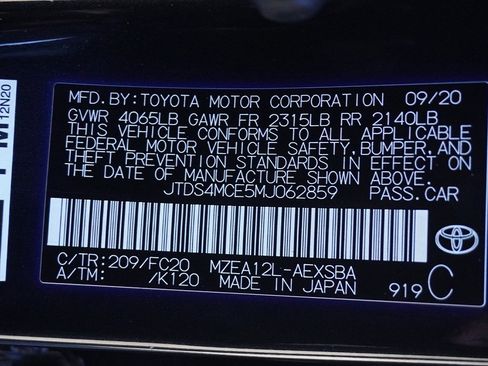 MFD.BY:TOYOTA MOTOR CORPORATION 09/20
GVWR 4065LB GAWR FR 2315LB RR 2140LB
THIS VEHICLE CONFORMS TO ALL APPLICABLE
FEDERAL MOTOR VEHICLE SAFETY,BUMPER,AND
THEFT PREVENTION STANDARDS IN EFFECT ON
THE DATE OF MANUFACTURE SHOWN ABOVE.
JTDS4MCE5MJ062859 PASS.CAR
C/TR:209/FC20 MZEA12L-AEXSBA
A/TM: /K120 MADE IN JAPAN 919 C
12N20